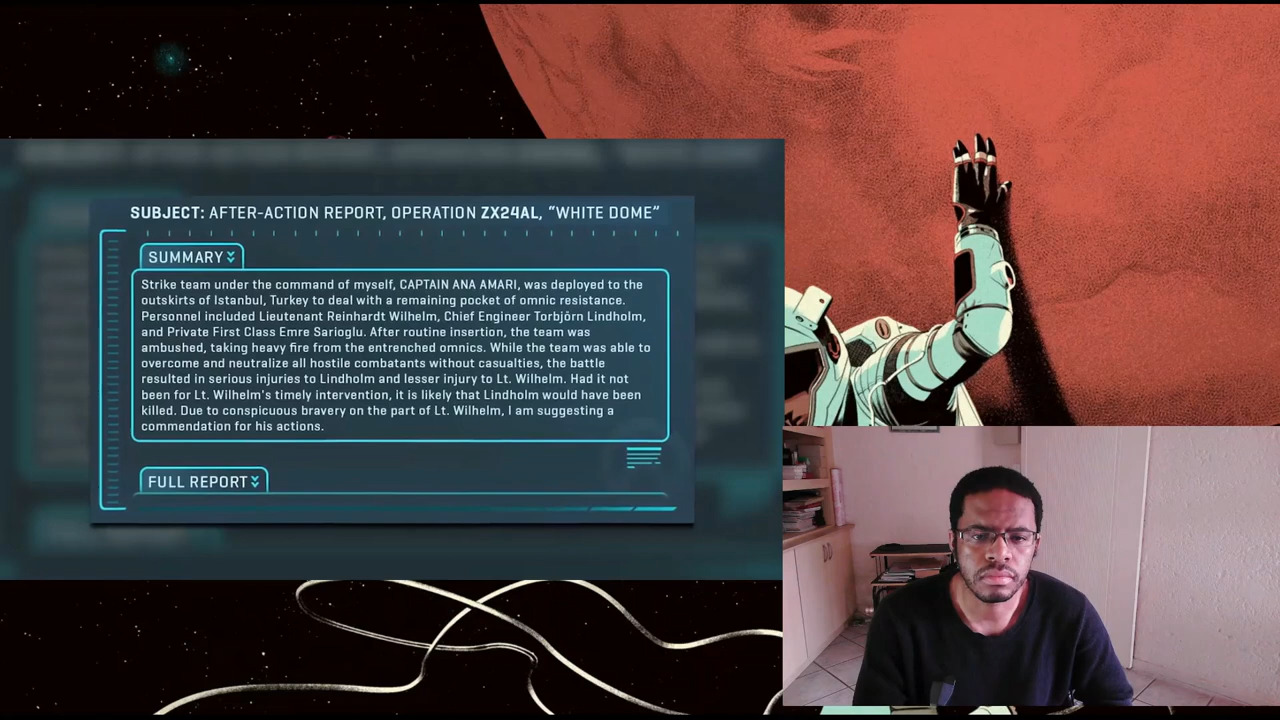 SUBJECT: AFTER-ACTION REPORT, OPERATION ZX24AL, “WHITE DOME”
SUMMARY
Strike team under the command of myself, CAPTAIN ANA AMARI, was deployed to the
outskirts of Istanbul, Turkey to deal with a remaining pocket of omnic resistance.
Personnel included Lieutenant Reinhardt Wilhelm, Chief Engineer Torbjörn Lindholm,
and Private First Class Emre Sarioglu. After routine insertion, the team was
ambushed, taking heavy fire from the entrenched omnics. While the team was able to
overcome and neutralize all hostile combatants without casualties, the battle
resulted in serious injuries to Lindholm and lesser injury to Lt. Wilhelm. Had it not
been for Lt. Wilhelm's timely intervention, it is likely that Lindholm would have been
killed. Due to conspicuous bravery on the part of Lt. Wilhelm, I am suggesting a
commendation for his actions.
FULL REPORT